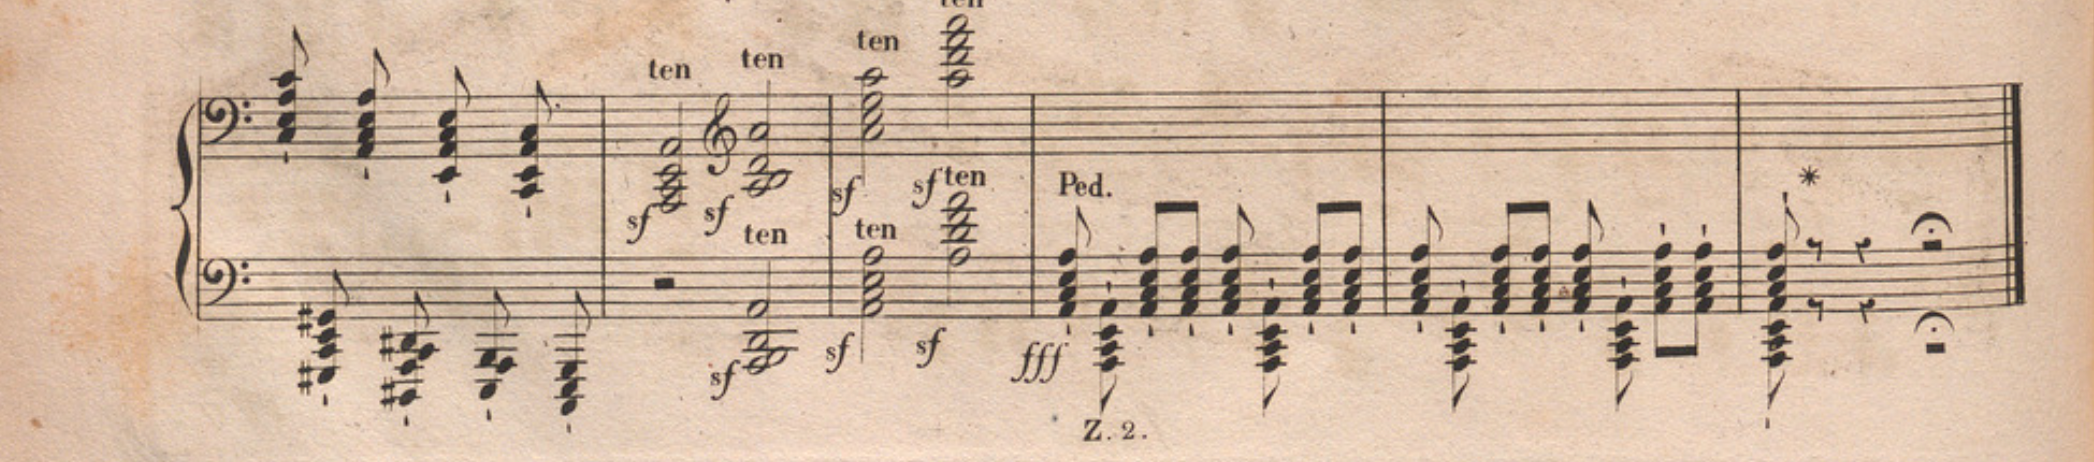 ten
ten ten ten
sf sf sf sf ten
ten ten Ped. *
sf sf sf fff
Z. 2.